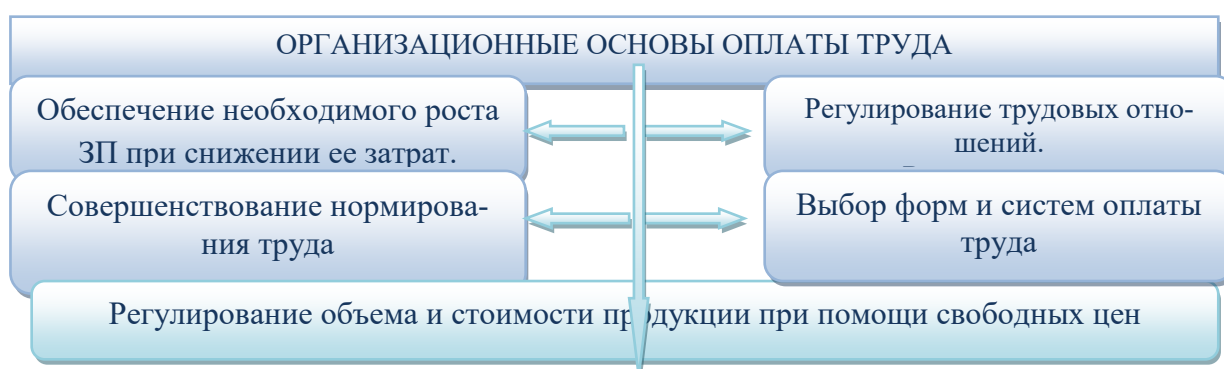 ОРГАНИЗАЦИОННЫЕ ОСНОВЫ ОПЛАТЫ ТРУДА
Обеспечение необходимого роста
ЗП при снижении ее затрат.
Регулирование трудовых отно-
шений.
Совершенствование нормирова-
ния труда
Выбор форм и систем оплаты
труда
Регулирование объема и стоимости продукции при помощи свободных цен